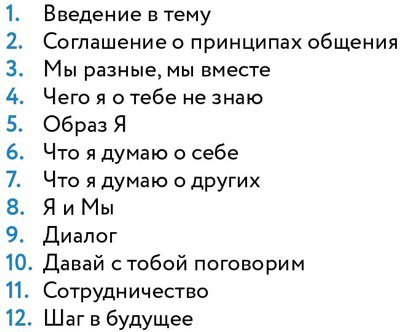 1. Введение в тему
2. Соглашение о принципах общения
3. Мы разные, мы вместе
4. Чего я о тебе не знаю
5. Образ Я
6. Что я думаю о себе
7. Что я думаю о других
8. Я и Мы
9. Диалог
10. Давай с тобой поговорим
11. Сотрудничество
12. Шаг в будущее